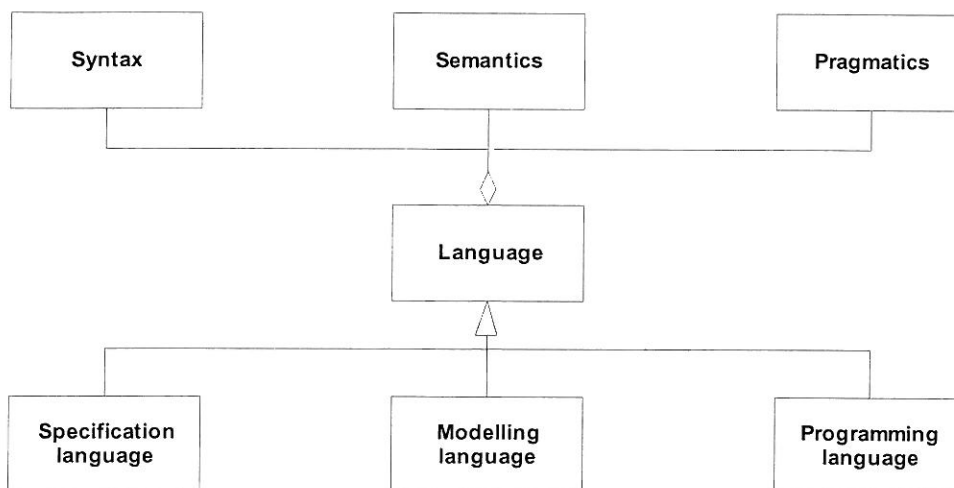 Syntax
Semantics
Pragmatics
Language
Specification
language
Modelling
language
Programming
language